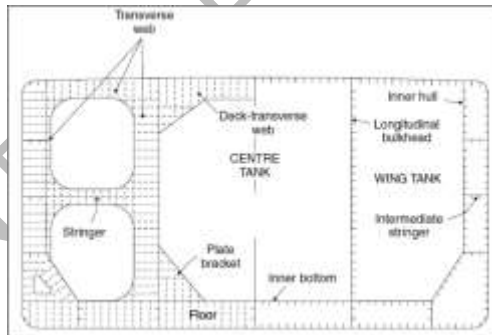 Transverse
web
Inner hull
Deck-transverse
web
Longitudinal
bulkhead
CENTRE
TANK
WING TANK
Stringer
Intermediate
stringer
Plate
bracket
Inner bottom
Floor